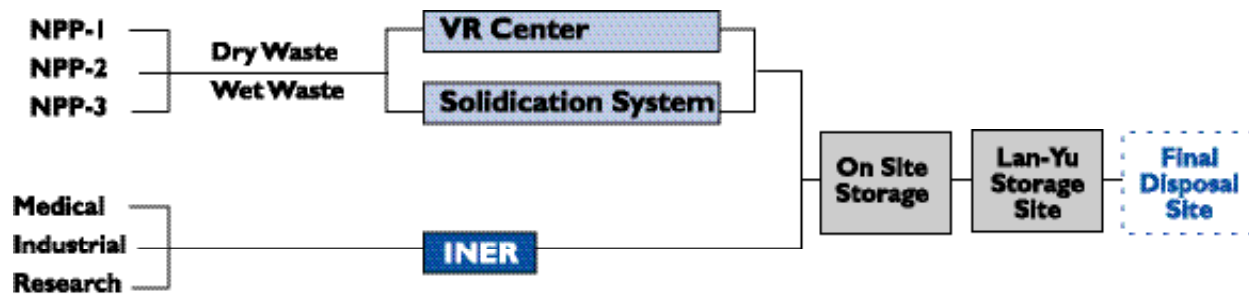 NPP-1
NPP-2
NPP-3
Dry Waste
Wet Waste
VR Center
Solidication System
Medical
Industrial
Research
INER
On Site
Storage
Lan-Yu
Storage
Site
Final
Disposal
Site